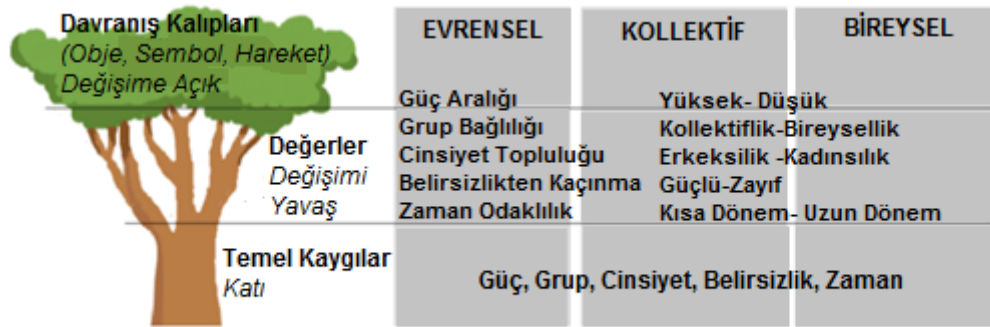 Davranış Kalıpları
(Obje, Sembol, Hareket)
Değişime Açık
EVRENSEL KOLLEKTİF BİREYSEL
Güç Aralığı Yüksek- Düşük
Grup Bağlılığı Kollektiflik-Bireysellik
Cinsiyet Topluluğu Erkeksilik -Kadınsılık
Belirsizlikten Kaçınma Güçlü-Zayıf
Zaman Odaklılık Kısa Dönem- Uzun Dönem
Değerler
Değişimi
Yavaş
Temel Kaygılar
Katı
Güç, Grup, Cinsiyet, Belirsizlik, Zaman